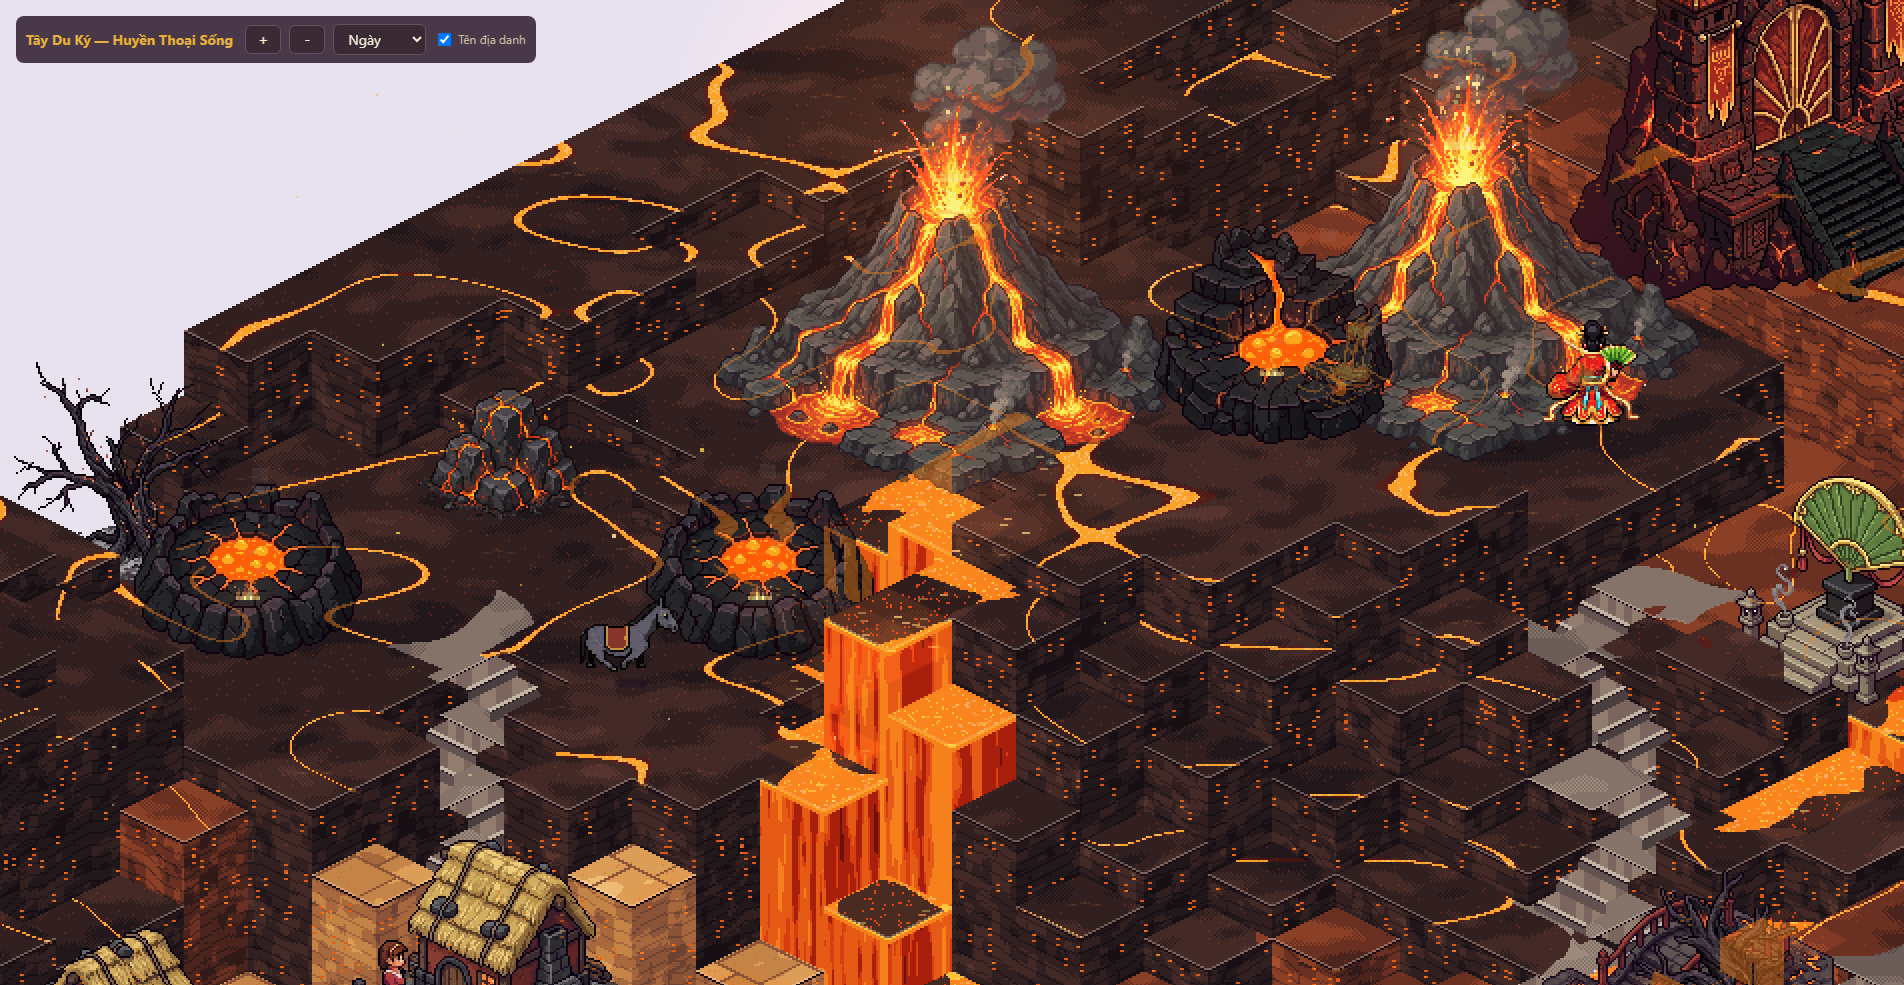 Tây Du Ký — Huyền Thoại Sống + - Ngày Tên địa danh